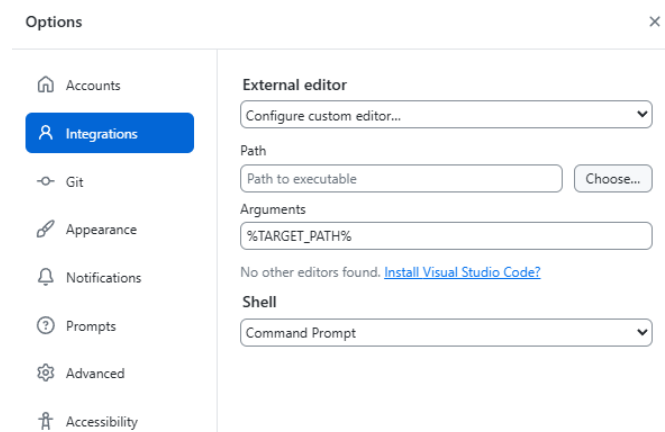 Options
Accounts
Integrations
Git
Appearance
Notifications
Prompts
Advanced
Accessibility
External editor
Configure custom editor...
Path
Path to executable
Choose...
Arguments
%TARGET_PATH%
No other editors found. Install Visual Studio Code?
Shell
Command Prompt